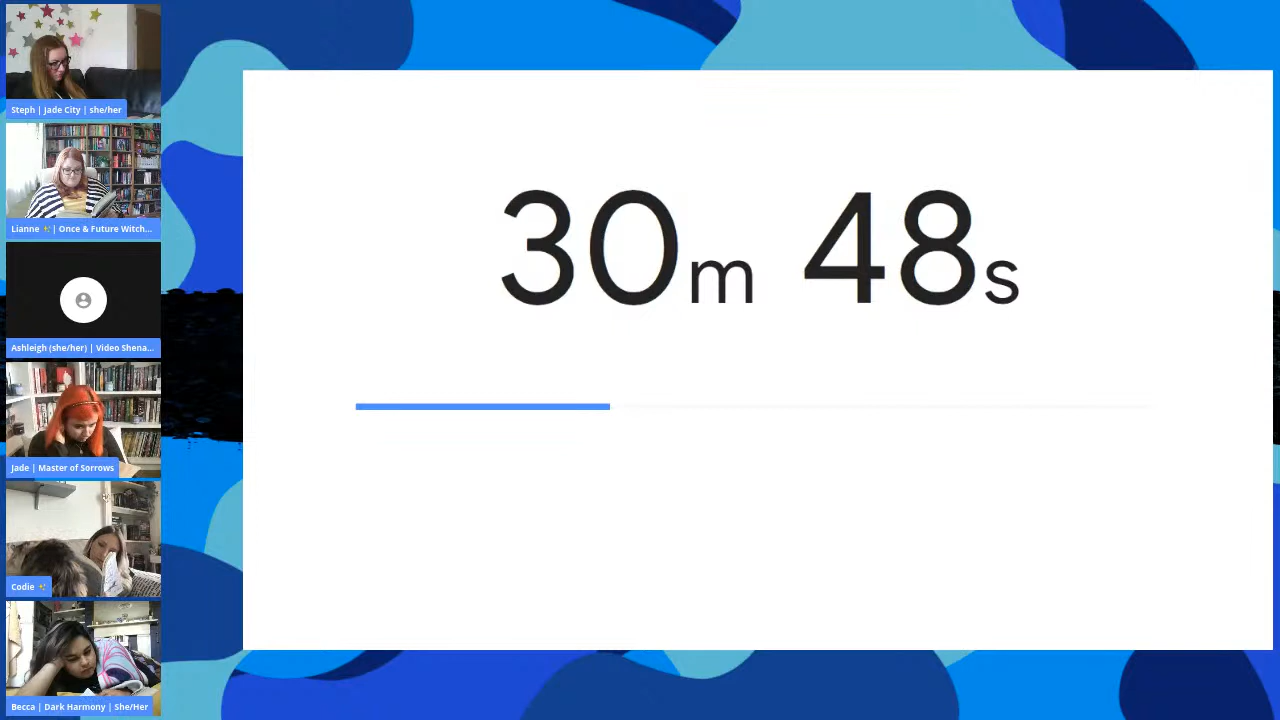 Steph | Jade City | she/her
Lianne ✨ | Once & Future Witch...
Ashleigh (she/her) | Video Shena...
Jade | Master of Sorrows
Codie ✨
Becca | Dark Harmony | She/Her
30m 48s